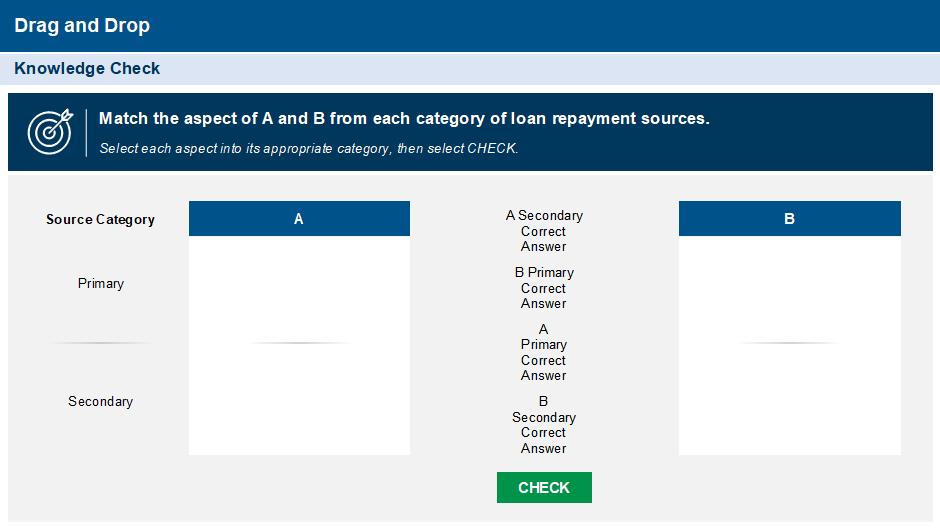 Drag and Drop
Knowledge Check
Match the aspect of A and B from each category of loan repayment sources.
Select each aspect into its appropriate category, then select CHECK.
Source Category
A
B
Primary
Secondary
A Secondary
Correct
Answer
B Primary
Correct
Answer
A
Primary
Correct
Answer
B
Secondary
Correct
Answer
CHECK